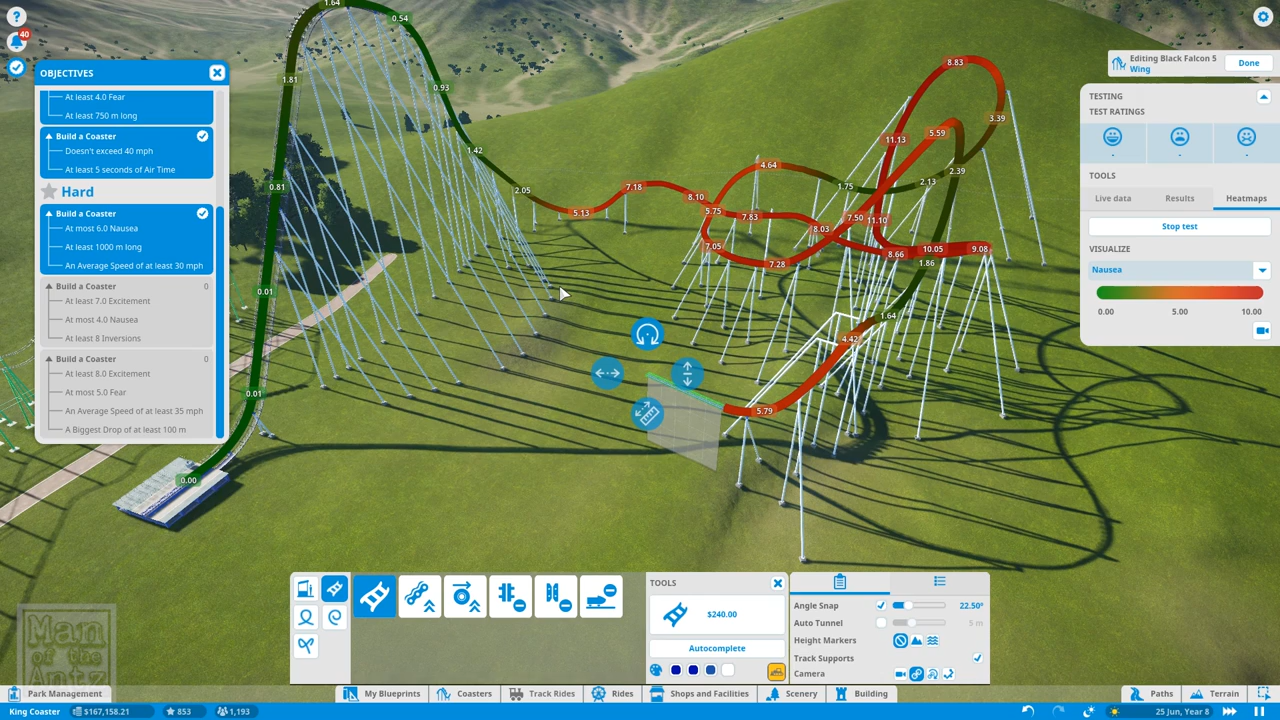 ?
40
OBJECTIVES
At least 4.0 Fear
At least 750 m long
Build a Coaster
Doesn't exceed 40 mph
At least 5 seconds of Air Time
Hard
Build a Coaster
At most 6.0 Nausea
At least 1000 m long
An Average Speed of at least 30 mph
Build a Coaster 0
At least 7.0 Excitement
At most 4.0 Nausea
At least 8 Inversions
Build a Coaster 0
At least 8.0 Excitement
At most 5.0 Fear
An Average Speed of at least 35 mph
A Biggest Drop of at least 100 m
1.64
0.54
1.81
0.93
1.42
0.81
2.05
5.13
7.18
8.10
0.01
0.01
0.00
8.83
3.39
11.13
5.59
4.64
2.39
1.75
2.13
5.75
7.83
7.50
11.10
8.03
7.05
7.28
8.66
10.05
9.08
1.86
1.64
4.42
5.79
Editing Black Falcon 5
Wing
Done
TESTING
TEST RATINGS
- - -
TOOLS
Live data Results Heatmaps
Stop test
VISUALIZE
Nausea
0.00 5.00 10.00
TOOLS
$240.00
Autocomplete
Angle Snap 22.50°
Auto Tunnel 5 m
Height Markers
Track Supports
Camera
Man
of the
Antz
Park Management
My Blueprints Coasters Track Rides Rides Shops and Facilities Scenery Building Paths Terrain
King Coaster $167,158.21 853 1,193 25 Jun, Year 8